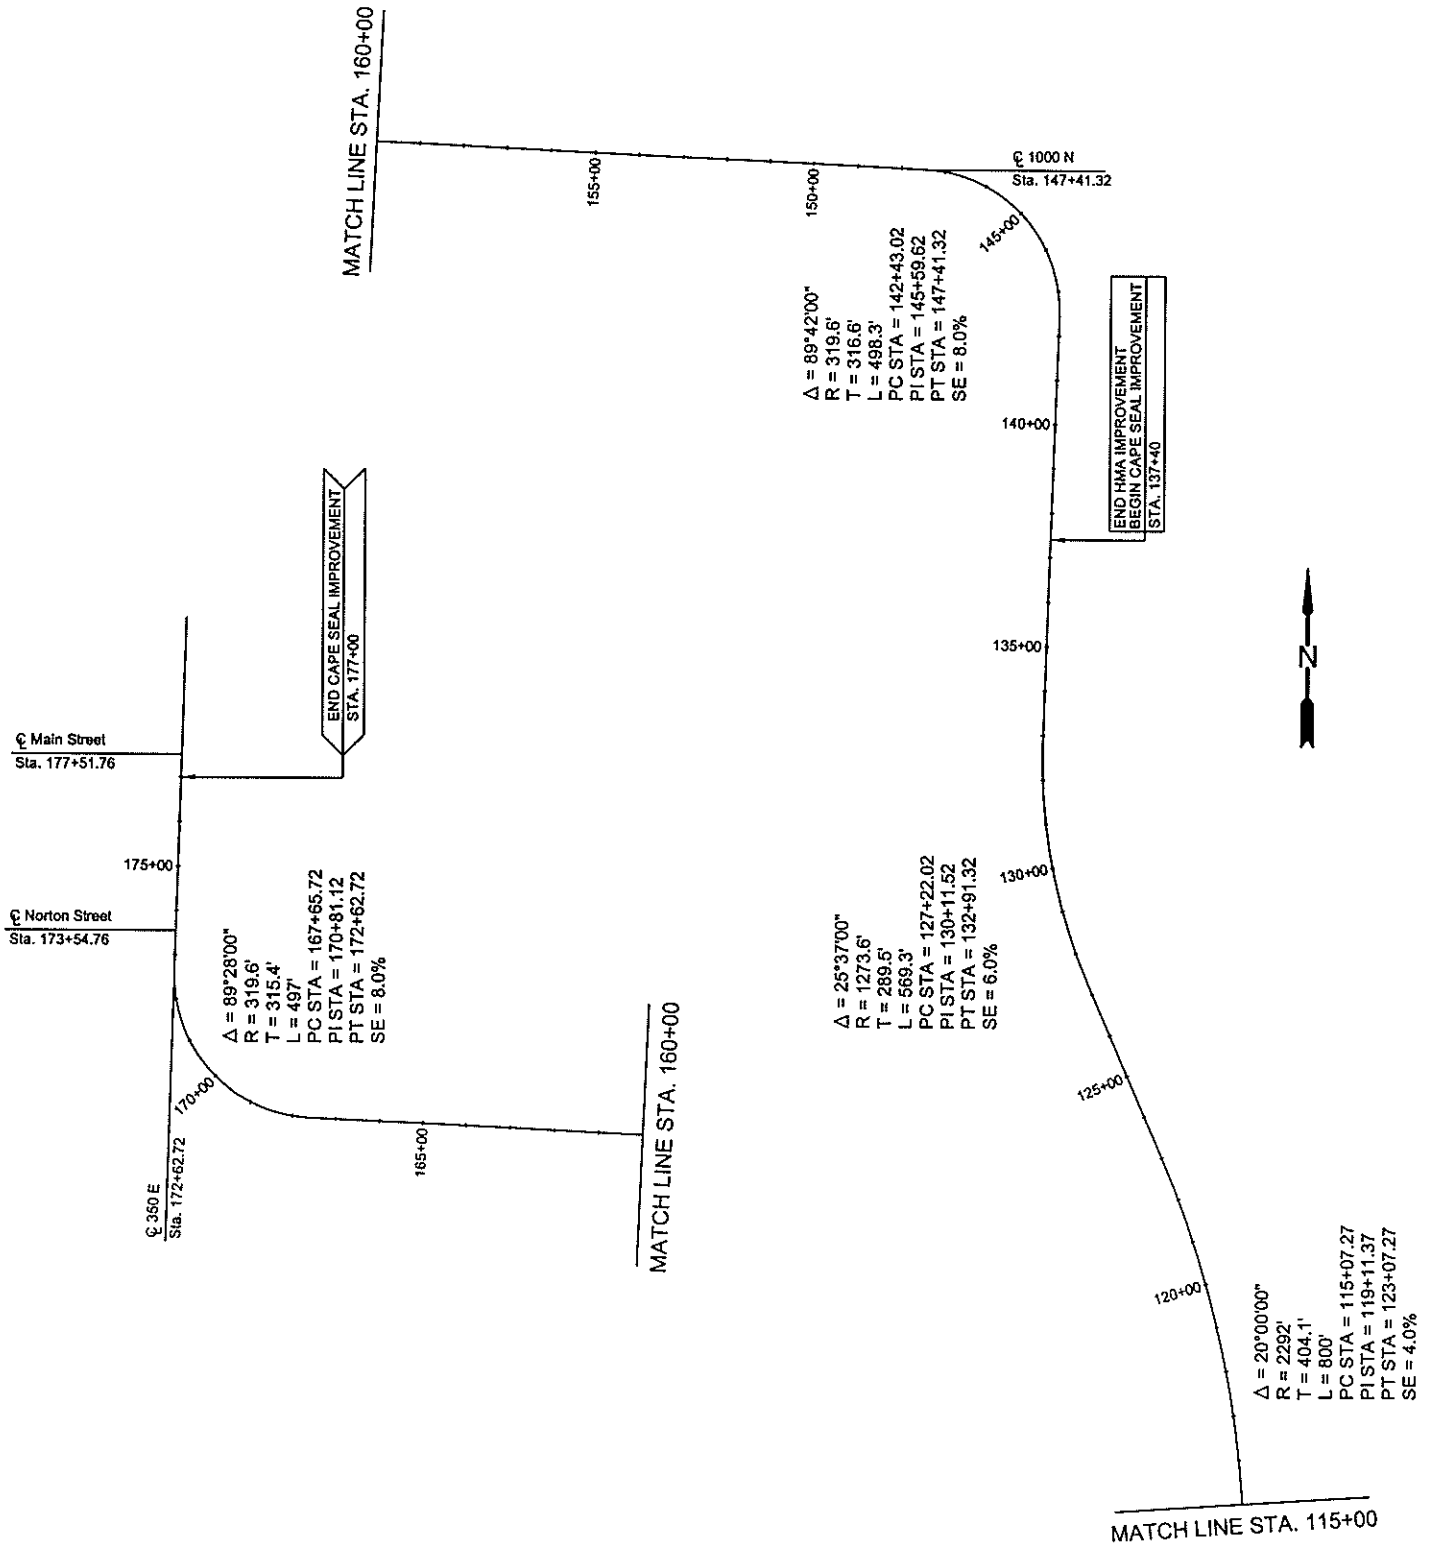 MATCH LINE STA. 160+00
155+00
150+00
℄ 1000 N
Sta. 147+41.32
145+00
Δ = 89°42'00"
R = 319.6'
T = 316.6'
L = 498.3'
PC STA = 142+43.02
PI STA = 145+59.62
PT STA = 147+41.32
SE = 8.0%
140+00
END HMA IMPROVEMENT
BEGIN CAPE SEAL IMPROVEMENT
STA. 137+40
135+00
N
END CAPE SEAL IMPROVEMENT
STA. 177+00
℄ Main Street
Sta. 177+51.76
175+00
℄ Norton Street
Sta. 173+54.76
Δ = 89°28'00"
R = 319.6'
T = 315.4'
L = 497'
PC STA = 167+65.72
PI STA = 170+81.12
PT STA = 172+62.72
SE = 8.0%
170+00
℄ 350 E
Sta. 172+62.72
165+00
MATCH LINE STA. 160+00
Δ = 25°37'00"
R = 1273.6'
T = 289.5'
L = 569.3'
PC STA = 127+22.02
PI STA = 130+11.52
PT STA = 132+91.32
SE = 6.0%
130+00
125+00
120+00
Δ = 20°00'00"
R = 2292'
T = 404.1'
L = 800'
PC STA = 115+07.27
PI STA = 119+11.37
PT STA = 123+07.27
SE = 4.0%
MATCH LINE STA. 115+00